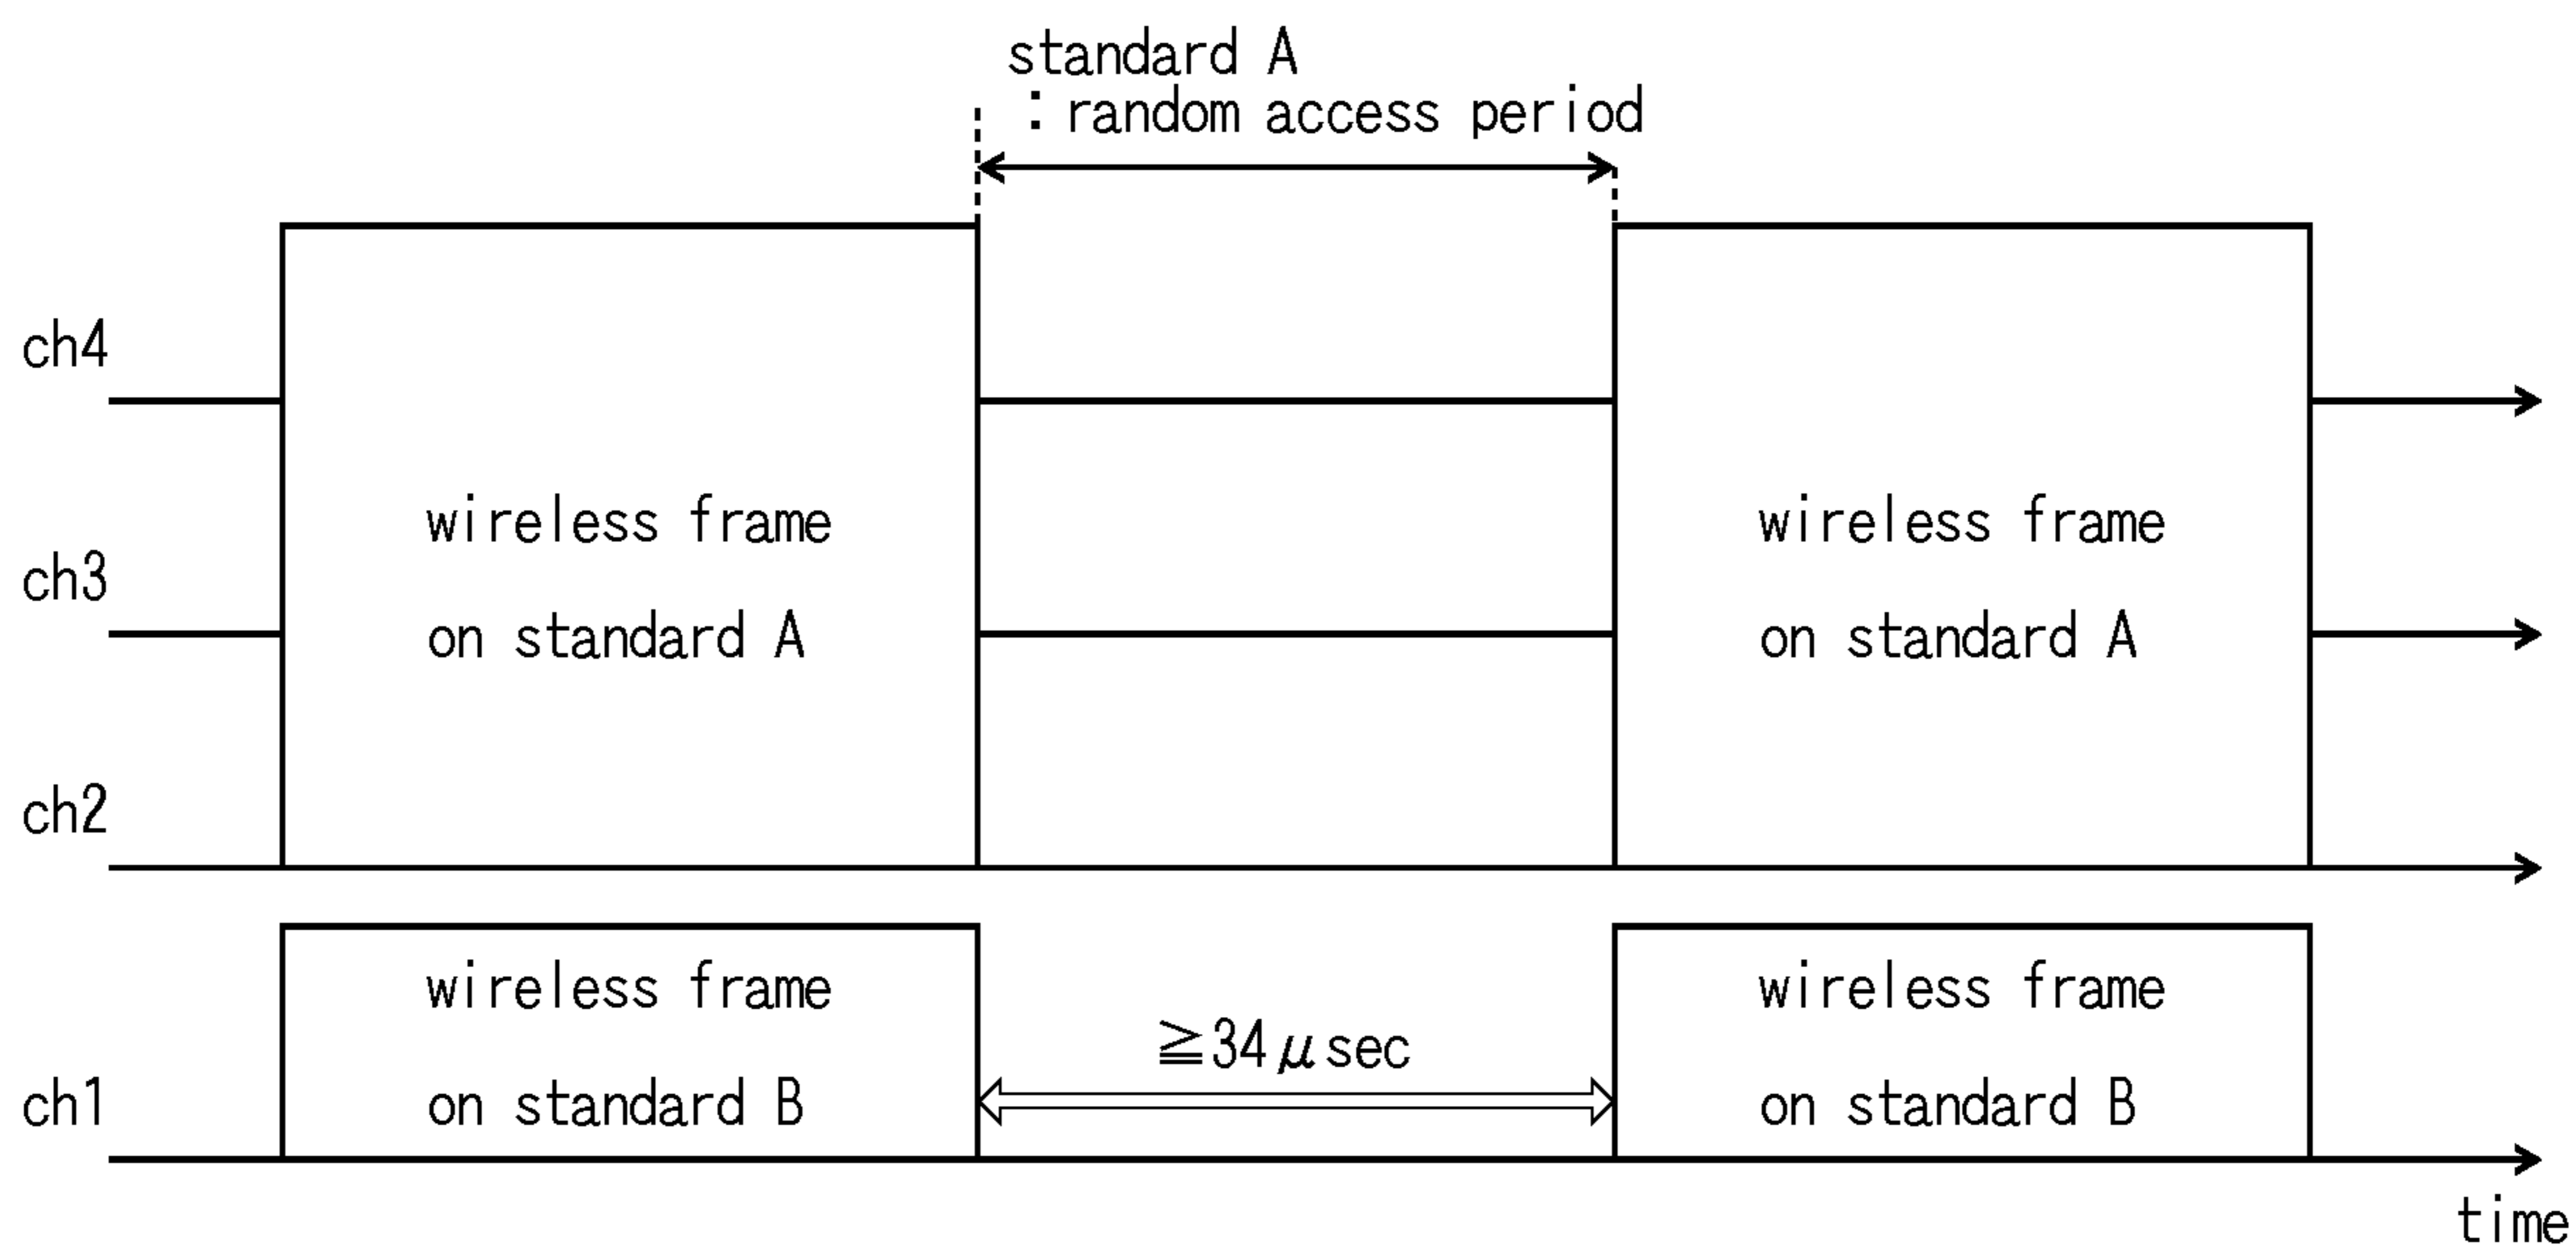 standard A
: random access period
ch4
wireless frame
on standard A
wireless frame
on standard A
ch3
ch2
wireless frame
on standard B
≧34μsec
wireless frame
on standard B
ch1
time